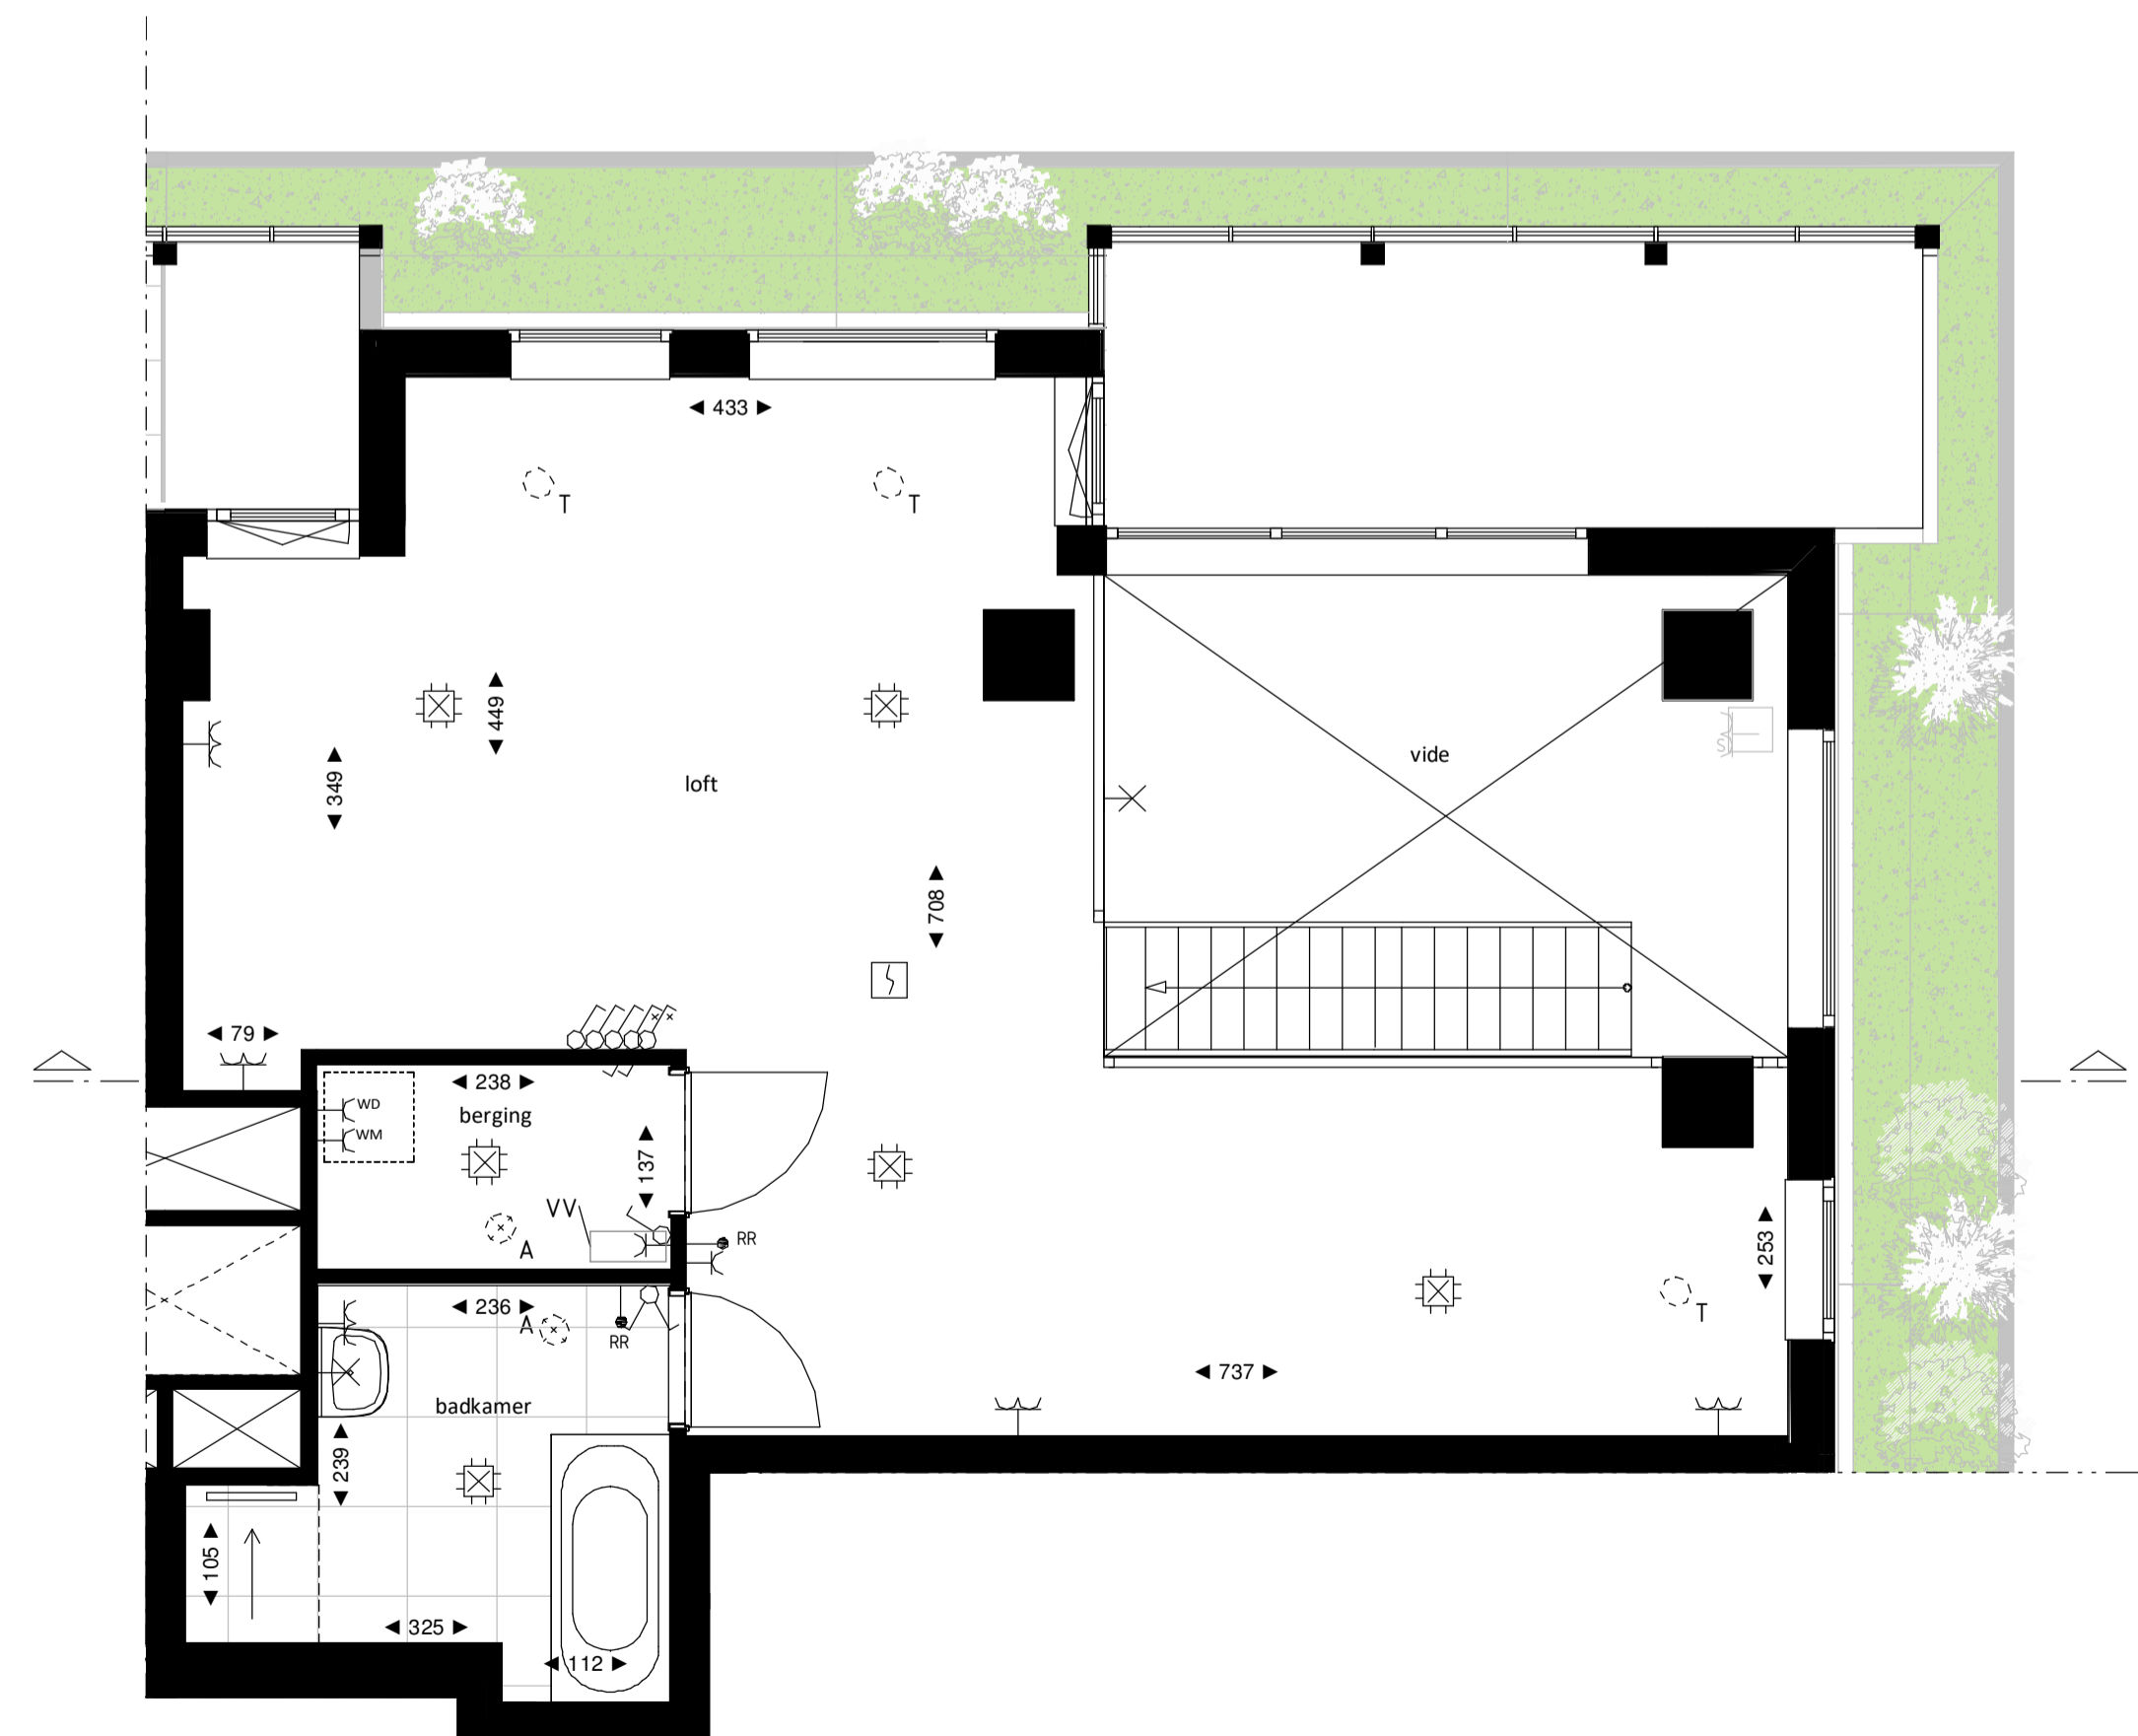 433
T
T
449
349
loft
vide
S
708
79
238
WD
berging
WM
137
VV
A
RR
253
236
A
RR
T
737
badkamer
239
105
325
112